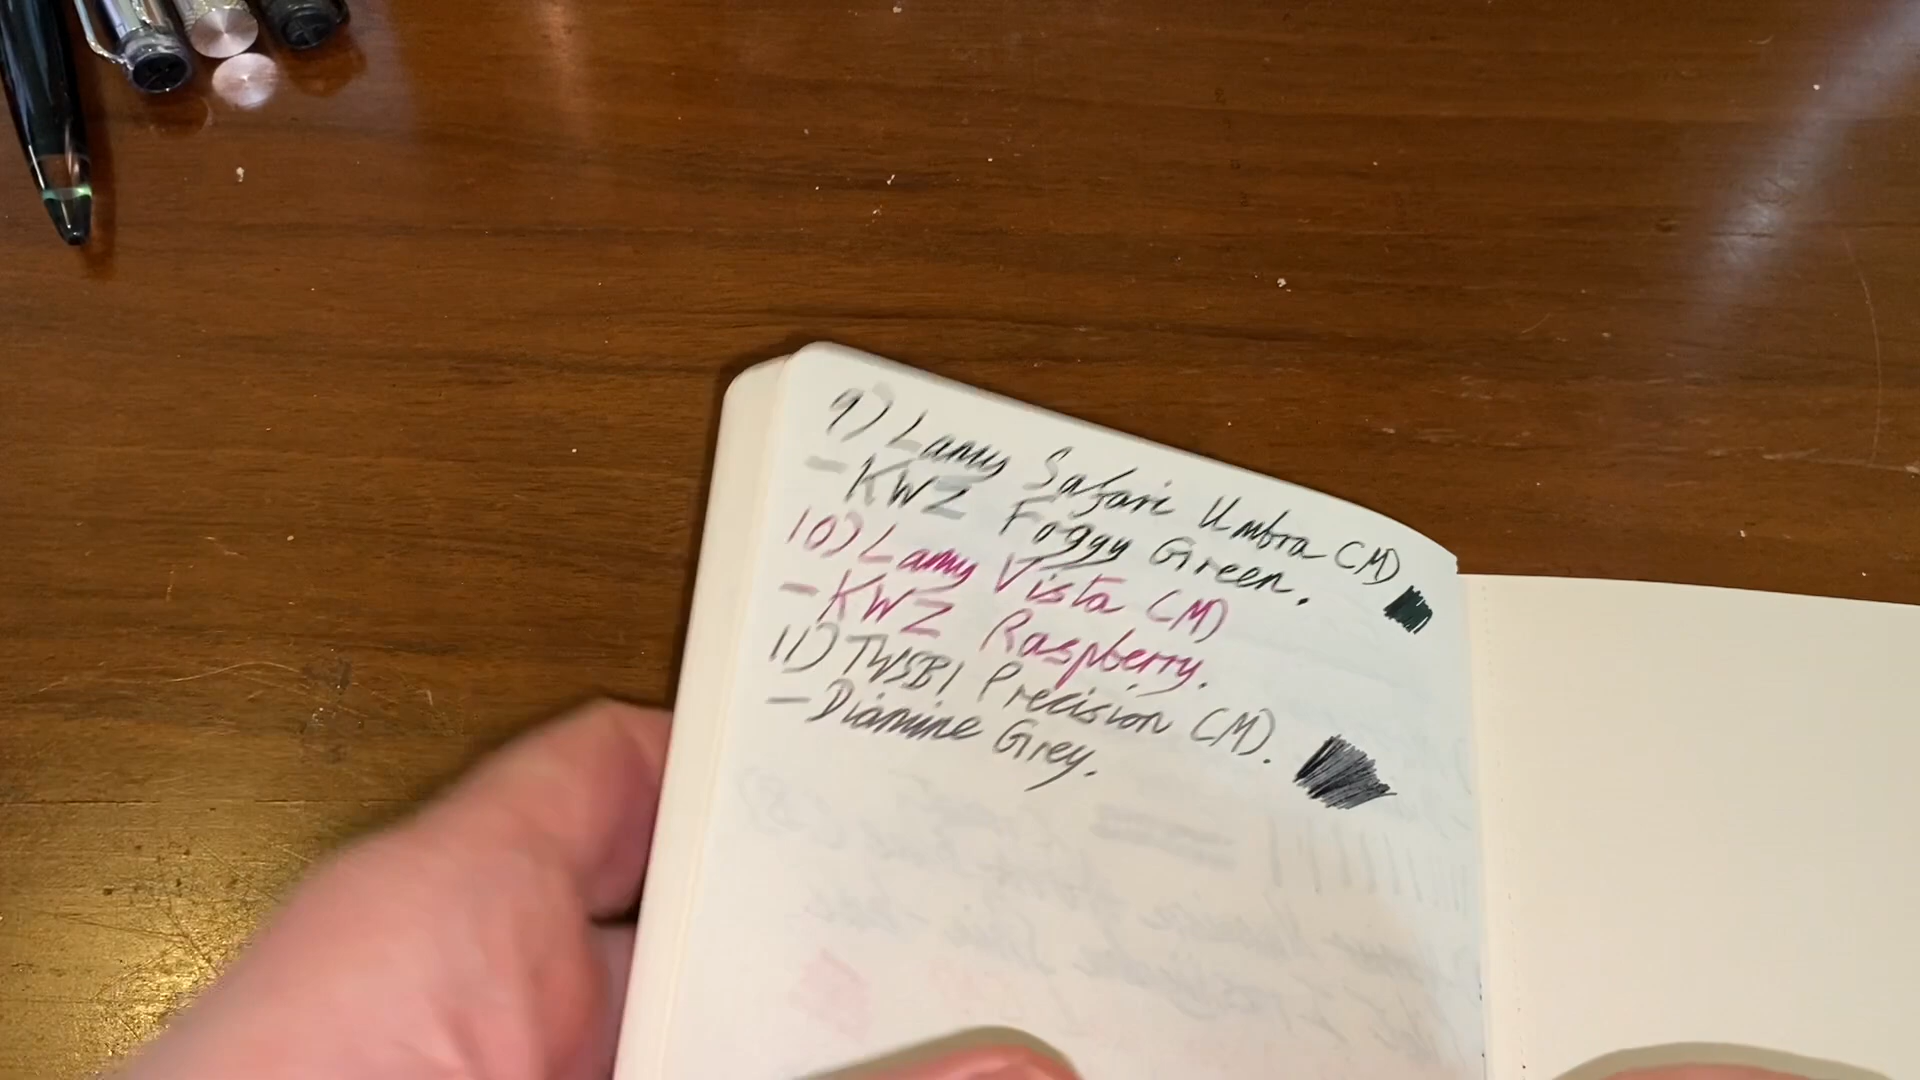 9) Lamy Safari Umbra (M)
- KWZ Foggy Green.
10) Lamy Vista (M)
- KWZ Raspberry.
11) TWSBI Precision (M).
- Diamine Grey.